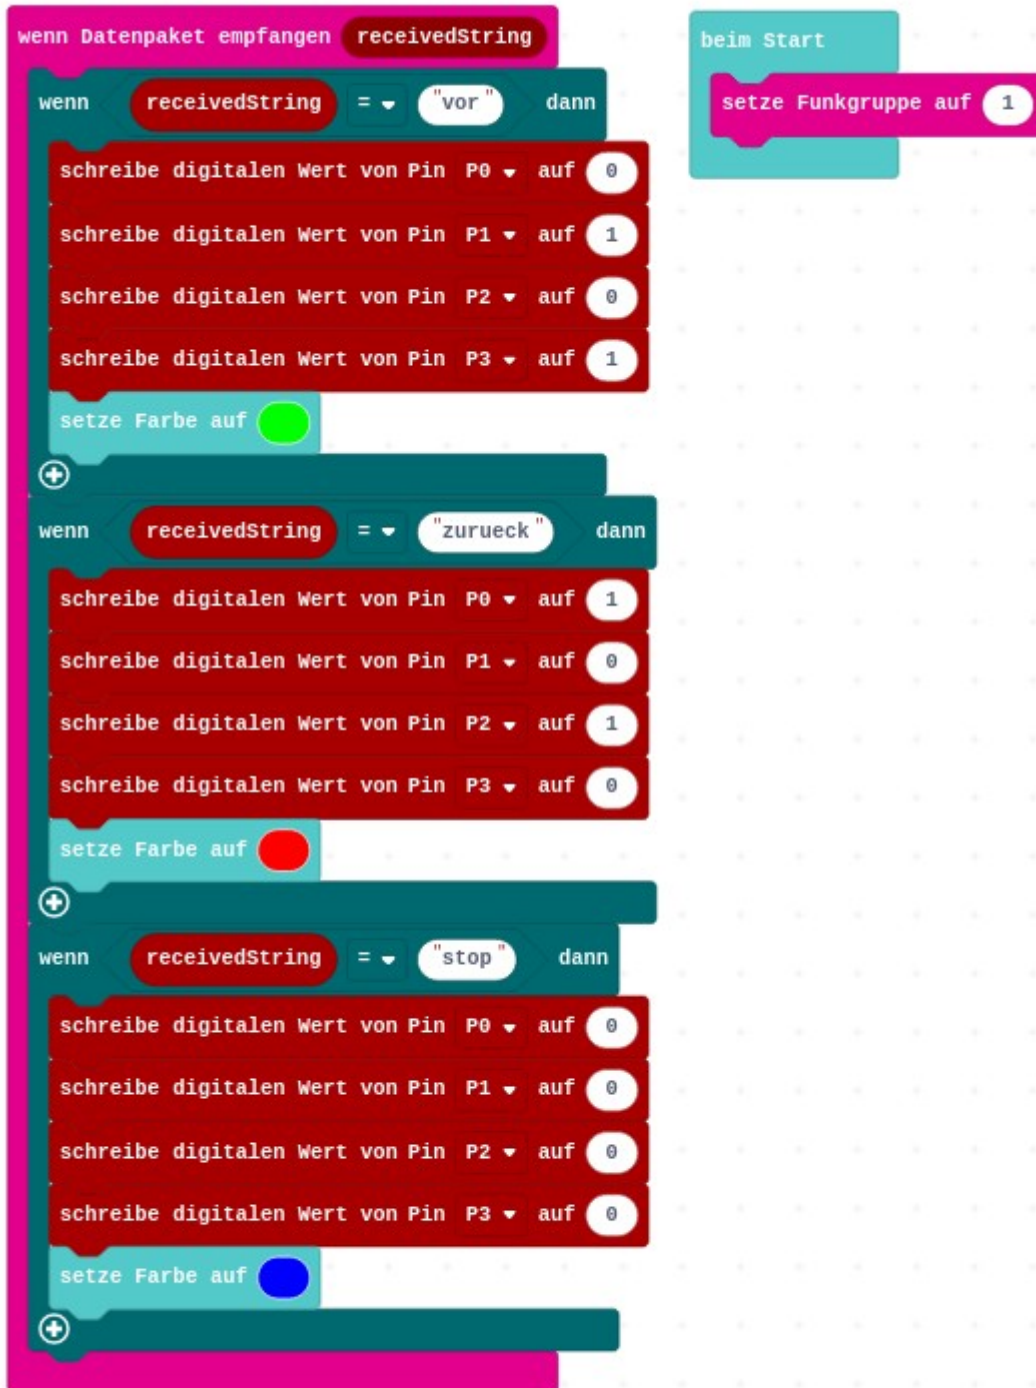 wenn Datenpaket empfangen receivedString
wenn receivedString = "vor" dann
schreibe digitalen Wert von Pin P0 auf 0
schreibe digitalen Wert von Pin P1 auf 1
schreibe digitalen Wert von Pin P2 auf 0
schreibe digitalen Wert von Pin P3 auf 1
setze Farbe auf
wenn receivedString = "zurueck" dann
schreibe digitalen Wert von Pin P0 auf 1
schreibe digitalen Wert von Pin P1 auf 0
schreibe digitalen Wert von Pin P2 auf 1
schreibe digitalen Wert von Pin P3 auf 0
setze Farbe auf
wenn receivedString = "stop" dann
schreibe digitalen Wert von Pin P0 auf 0
schreibe digitalen Wert von Pin P1 auf 0
schreibe digitalen Wert von Pin P2 auf 0
schreibe digitalen Wert von Pin P3 auf 0
setze Farbe auf
beim Start
setze Funkgruppe auf 1